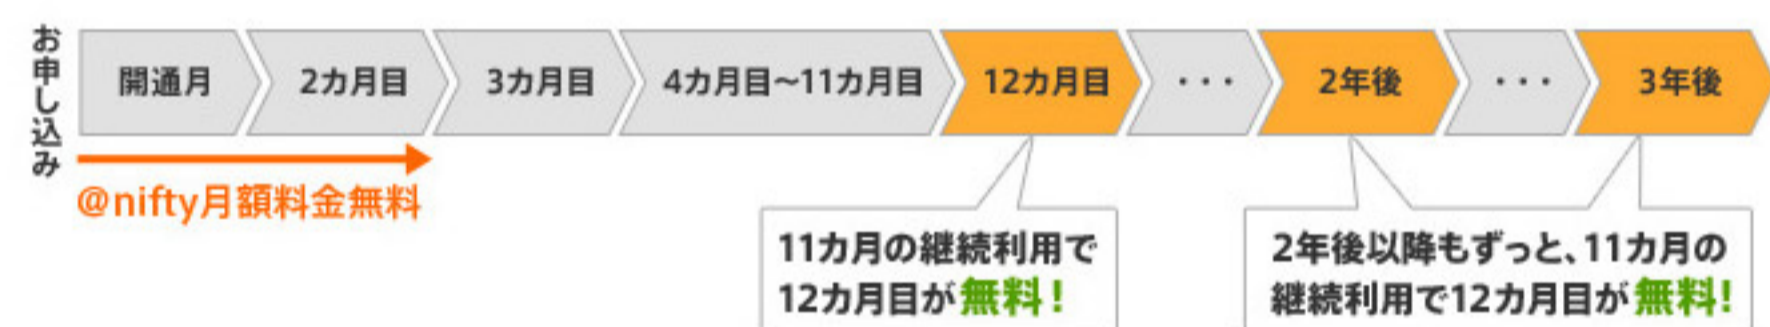 お申し込み
開通月
2カ月目
3カ月目
4カ月目～11カ月目
12カ月目
・・・
2年後
・・・
3年後
@nifty月額料金無料
11カ月の継続利用で
12カ月目が無料！
2年後以降もずっと、11カ月の
継続利用で12カ月目が無料！